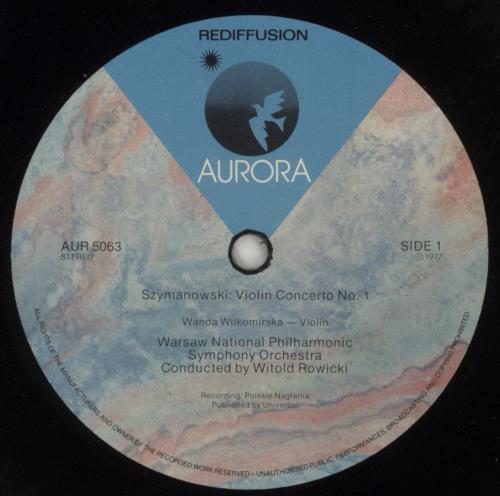 REDIFFUSION
AURORA
AUR 5063
STEREO
SIDE 1
℗ 1977
Szymanowski: Violin Concerto No. 1
Wanda Wilkomirska — Violin
Warsaw National Philharmonic
Symphony Orchestra
Conducted by Witold Rowicki
Recording: Polskie Nagrania
Published by Universal
ALL RIGHTS OF THE MANUFACTURERS AND OWNER OF THE RECORDED WORK RESERVED – UNAUTHORISED PUBLIC PERFORMANCES, BROADCASTING AND COPYING PROHIBITED